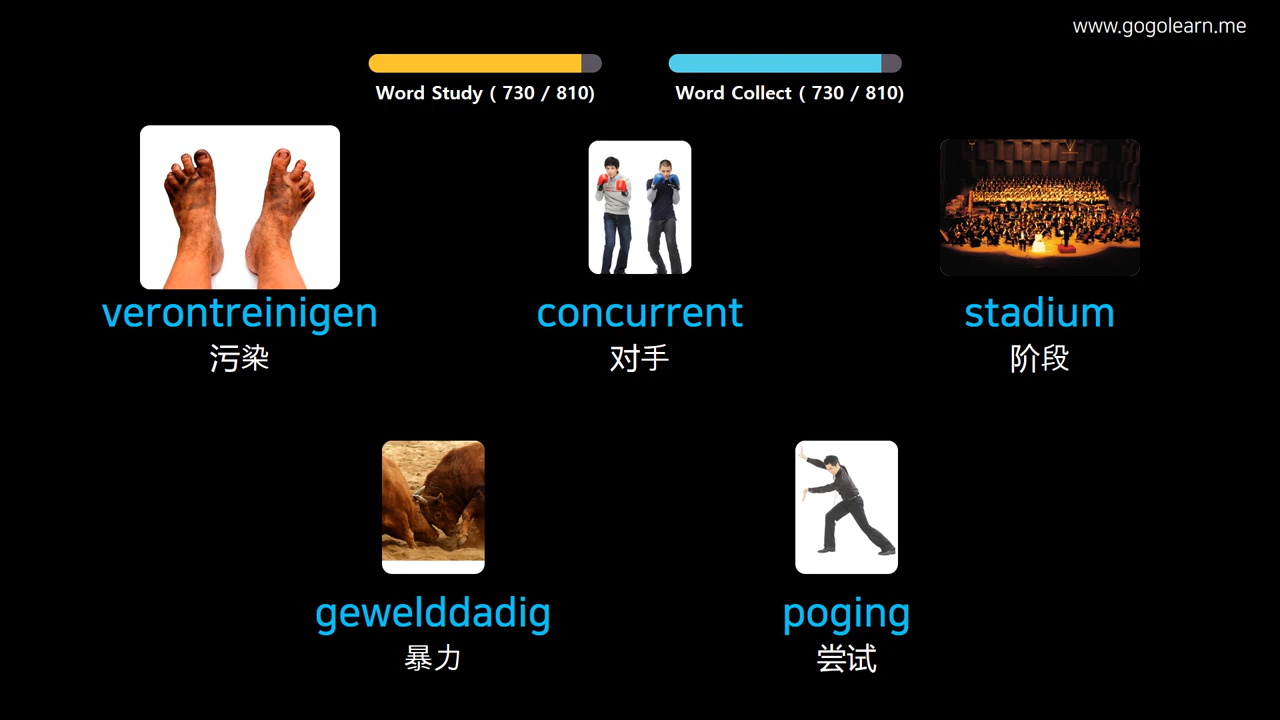 www.gogolearn.me
Word Study ( 730 / 810)
Word Collect ( 730 / 810)
verontreinigen
污染
concurrent
对手
stadium
阶段
gewelddadig
暴力
poging
尝试